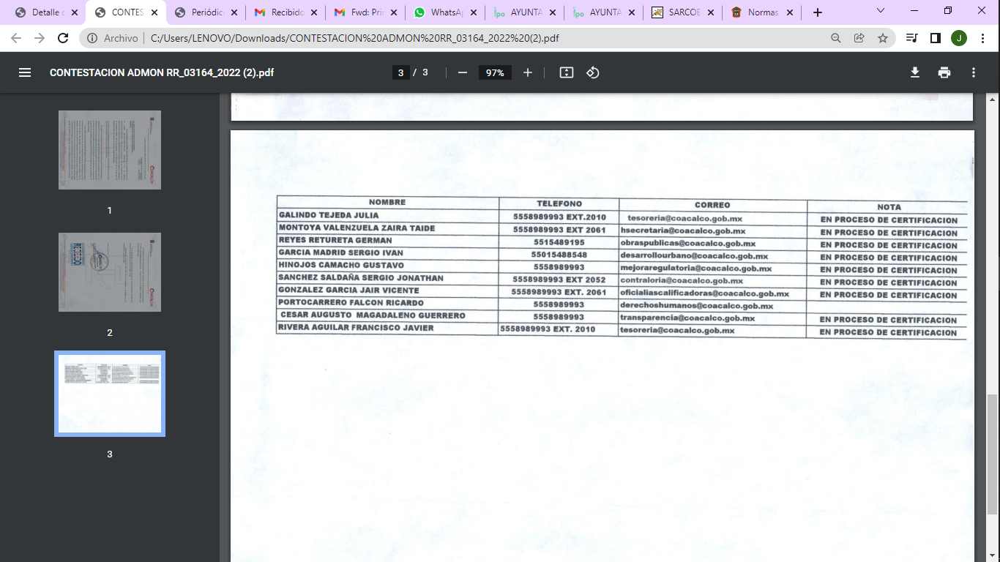 Detalle d
CONTES
Periódic
Recibido
Fwd: Prir
WhatsAp
AYUNTA
AYUNTA
SARCOE
Normas
Archivo C:/Users/LENOVO/Downloads/CONTESTACION%20ADMON%20RR_03164_2022%20(2).pdf
J
CONTESTACION ADMON RR_03164_2022 (2).pdf
3 / 3
97%
1
2
3
NOMBRE TELEFONO CORREO NOTA
GALINDO TEJEDA JULIA 5558989993 EXT.2010 tesoreria@coacalco.gob.mx EN PROCESO DE CERTIFICACION
MONTOYA VALENZUELA ZAIRA TAIDE 5558989993 EXT 2061 hsecretaria@coacalco.gob.mx EN PROCESO DE CERTIFICACION
REYES RETURETA GERMAN 5515489195 obraspublicas@coacalco.gob.mx EN PROCESO DE CERTIFICACION
GARCIA MADRID SERGIO IVAN 55015488548 desarrollourbano@coacalco.gob.mx EN PROCESO DE CERTIFICACION
HINOJOS CAMACHO GUSTAVO 5558989993 mejoraregulatoria@coacalco.gob.mx EN PROCESO DE CERTIFICACION
SANCHEZ SALDAÑA SERGIO JONATHAN 5558989993 EXT 2052 contraloria@coacalco.gob.mx EN PROCESO DE CERTIFICACION
GONZALEZ GARCIA JAIR VICENTE 5558989993 EXT. 2061 oficialiascalificadoras@coacalco.gob.mx EN PROCESO DE CERTIFICACION
PORTOCARRERO FALCON RICARDO 5558989993 derechoshumanos@coacalco.gob.mx
CESAR AUGUSTO MAGADALENO GUERRERO 5558989993 transparencia@coacalco.gob.mx EN PROCESO DE CERTIFICACION
RIVERA AGUILAR FRANCISCO JAVIER 5558989993 EXT. 2010 tesoreria@coacalco.gob.mx EN PROCESO DE CERTIFICACION